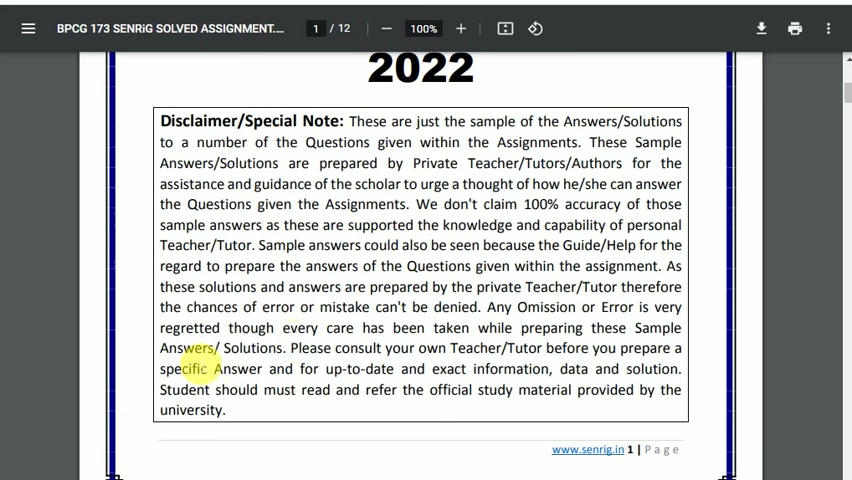 BPCG 173 SENRiG SOLVED ASSIGNMENT.... 1 / 12 100%
2022
Disclaimer/Special Note: These are just the sample of the Answers/Solutions
to a number of the Questions given within the Assignments. These Sample
Answers/Solutions are prepared by Private Teacher/Tutors/Authors for the
assistance and guidance of the scholar to urge a thought of how he/she can answer
the Questions given the Assignments. We don't claim 100% accuracy of those
sample answers as these are supported the knowledge and capability of personal
Teacher/Tutor. Sample answers could also be seen because the Guide/Help for the
regard to prepare the answers of the Questions given within the assignment. As
these solutions and answers are prepared by the private Teacher/Tutor therefore
the chances of error or mistake can't be denied. Any Omission or Error is very
regretted though every care has been taken while preparing these Sample
Answers/ Solutions. Please consult your own Teacher/Tutor before you prepare a
specific Answer and for up-to-date and exact information, data and solution.
Student should must read and refer the official study material provided by the
university.
www.senrig.in 1 | Page